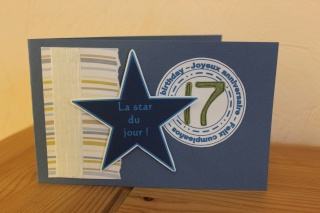 La star
du
jour !
birthday – Joyeux anniversaire – Feliz cumpleaños
17